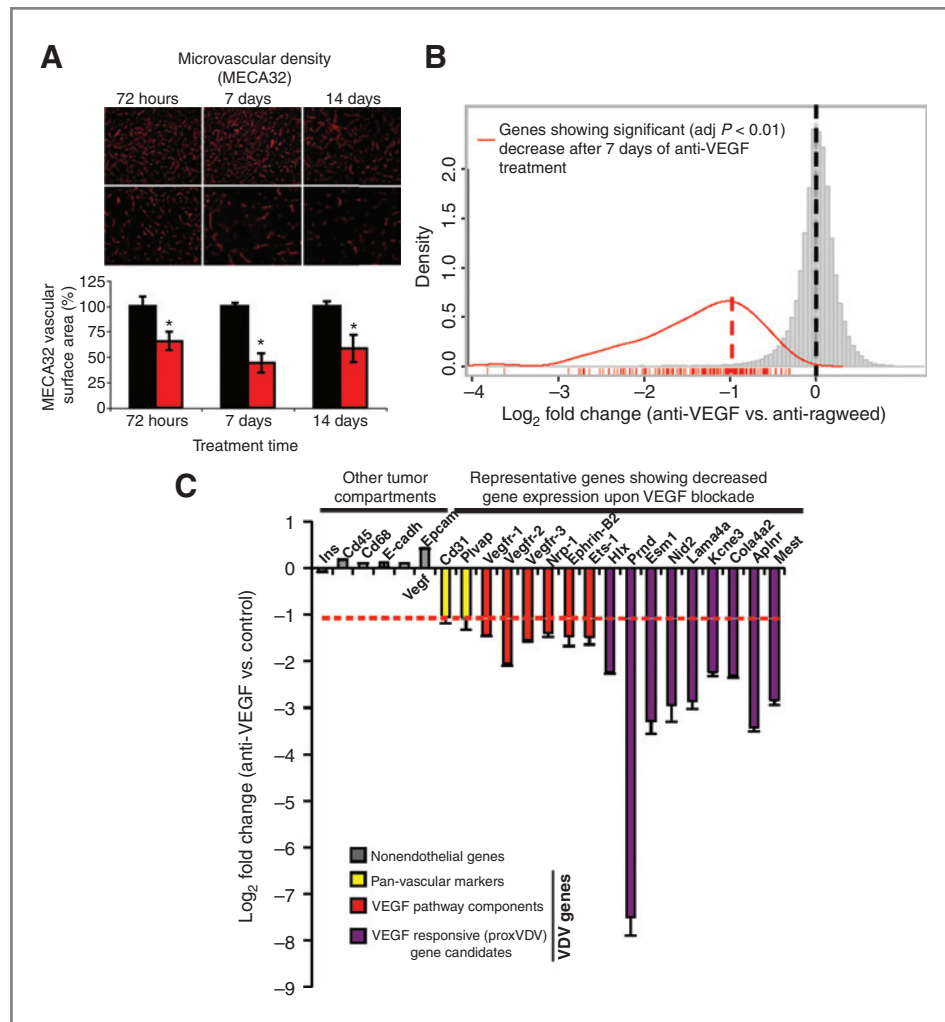 A
Microvascular density
(MECA32)
72 hours 7 days 14 days
MECA32 vascular
surface area (%)
125
100
75
50
25
0
* * *
72 hours 7 days 14 days
Treatment time
B
Genes showing significant (adj P < 0.01)
decrease after 7 days of anti-VEGF
treatment
Density
2.0
1.5
1.0
0.5
0.0
−4 −3 −2 −1 0
Log2 fold change (anti-VEGF vs. anti-ragweed)
C
Other tumor
compartments
Representative genes showing decreased
gene expression upon VEGF blockade
Ins
Cd45
Cd68
E-cadh
Vegf
Epcam
Cd31
Plvap
Vegfr-1
Vegfr-2
Vegfr-3
Nrp-1
Ephrin-B2
Ets-1
Hlx
Prnd
Esm1
Nid2
Lama4a
Kcne3
Cola4a2
Aplnr
Mest
Log2 fold change (anti-VEGF vs. control)
1
0
−1
−2
−3
−4
−5
−6
−7
−8
−9
Nonendothelial genes
Pan-vascular markers
VEGF pathway components
VEGF responsive (proxVDV)
gene candidates
VDV genes